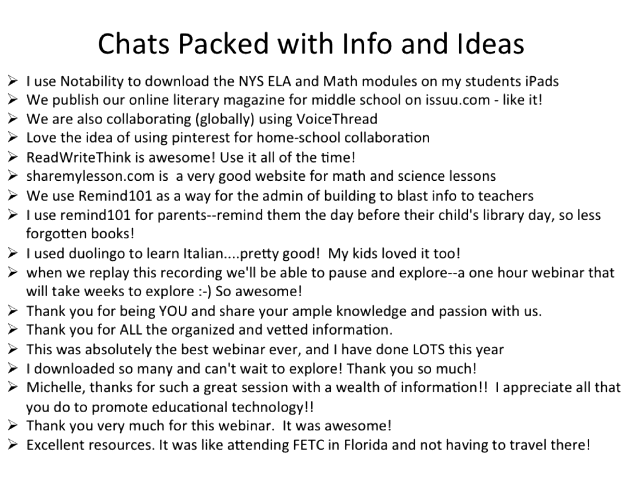 Chats Packed with Info and Ideas
➢ I use Notability to download the NYS ELA and Math modules on my students iPads
➢ We publish our online literary magazine for middle school on issuu.com - like it!
➢ We are also collaborating (globally) using VoiceThread
➢ Love the idea of using pinterest for home-school collaboration
➢ ReadWriteThink is awesome! Use it all of the time!
➢ sharemylesson.com is  a very good website for math and science lessons
➢ We use Remind101 as a way for the admin of building to blast info to teachers
➢ I use remind101 for parents--remind them the day before their child's library day, so less
forgotten books!
➢ I used duolingo to learn Italian....pretty good!  My kids loved it too!
➢ when we replay this recording we'll be able to pause and explore--a one hour webinar that
will take weeks to explore :-) So awesome!
➢ Thank you for being YOU and share your ample knowledge and passion with us.
➢ Thank you for ALL the organized and vetted information.
➢ This was absolutely the best webinar ever, and I have done LOTS this year
➢ I downloaded so many and can't wait to explore! Thank you so much!
➢ Michelle, thanks for such a great session with a wealth of information!!  I appreciate all that
you do to promote educational technology!!
➢ Thank you very much for this webinar.  It was awesome!
➢ Excellent resources. It was like attending FETC in Florida and not having to travel there!